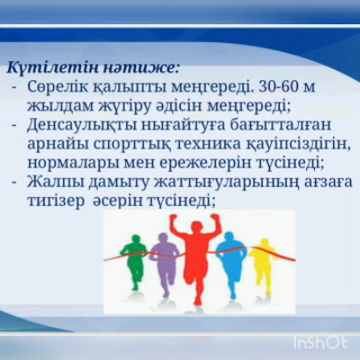 Күтілетін нәтиже:
- Сөрелік қалыпты меңгереді. 30-60 м
жылдам жүгіру әдісін меңгереді;
- Денсаулықты нығайтуға бағытталған
арнайы спорттық техника қауіпсіздігін,
нормалары мен ережелерін түсінеді;
- Жалпы дамыту жаттығуларының ағзаға
тигізер әсерін түсінеді;
InShOt